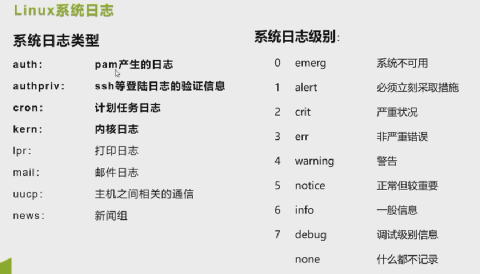 Linux系统日志
系统日志类型
auth: pam产生的日志
authpriv: ssh等登陆日志的验证信息
cron: 计划任务日志
kern: 内核日志
lpr: 打印日志
mail: 邮件日志
uucp: 主机之间相关的通信
news: 新闻组
系统日志级别:
0 emerg 系统不可用
1 alert 必须立刻采取措施
2 crit 严重状况
3 err 非严重错误
4 warning 警告
5 notice 正常但较重要
6 info 一般信息
7 debug 调试级别信息
none 什么都不记录